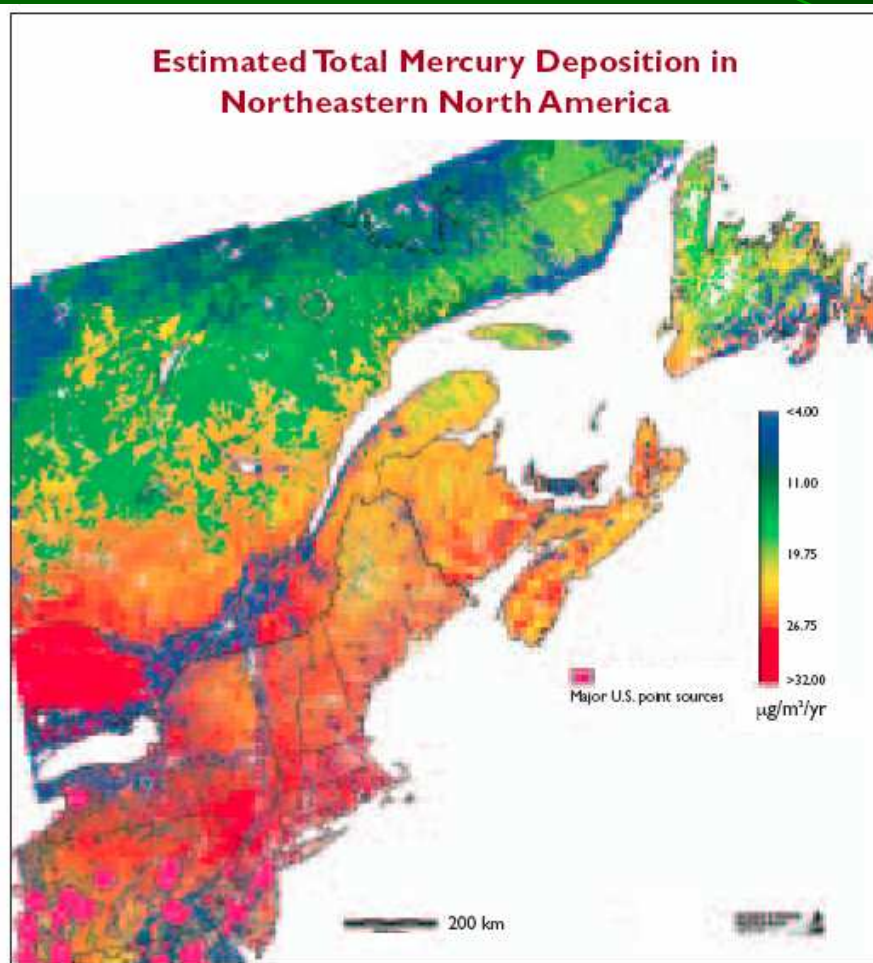 Estimated Total Mercury Deposition in
Northeastern North America
<4.00
11.00
19.75
26.75
>32.00
µg/m²/yr
Major U.S. point sources
200 km